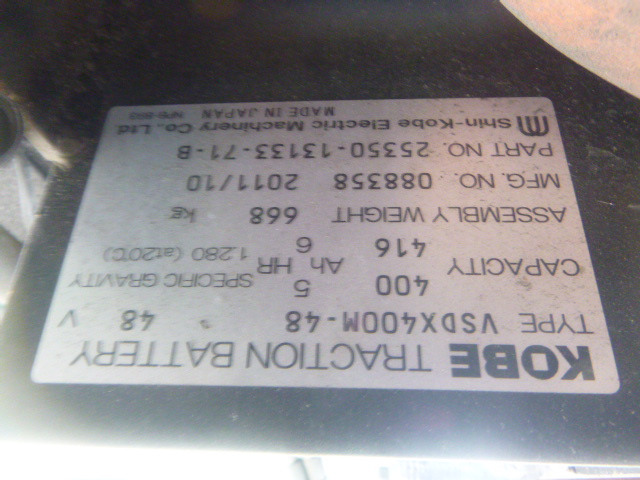 KOBE TRACTION BATTERY
TYPE VSDX400M-48 48 V
400 5
CAPACITY Ah HR SPECIFIC GRAVITY
416 6 1.280 (at20℃)
ASSEMBLY WEIGHT 668 kg
MFG. NO. 088358 2011/10
PART NO. 25350-13133-71-B
Shin-Kobe Electric Machinery Co., Ltd
MADE IN JAPAN